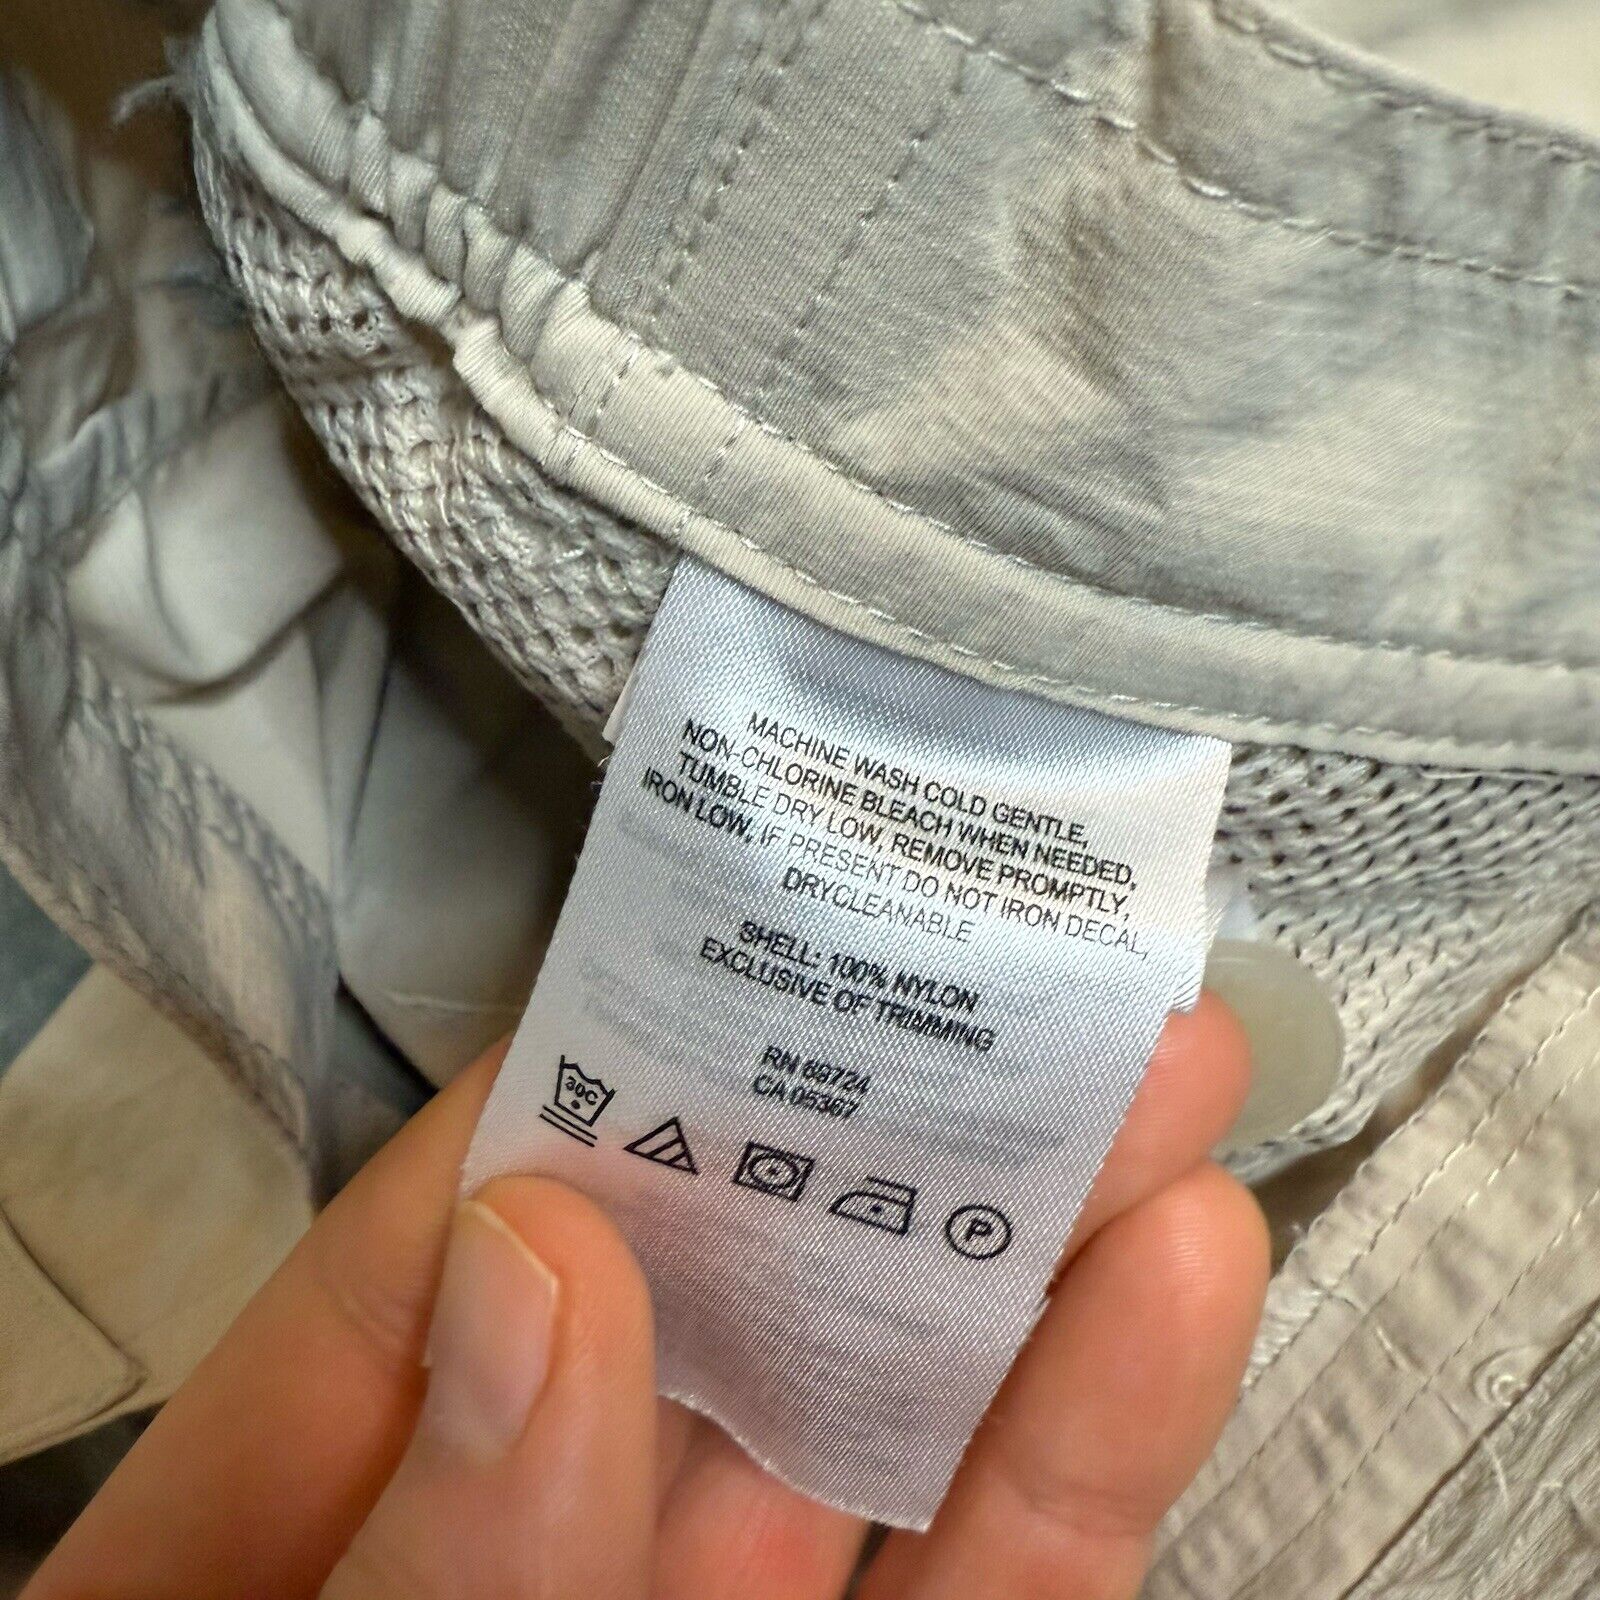 MACHINE WASH COLD GENTLE,
NON-CHLORINE BLEACH WHEN NEEDED,
TUMBLE DRY LOW, REMOVE PROMPTLY,
IRON LOW, IF PRESENT DO NOT IRON DECAL,
DRYCLEANABLE
SHELL: 100% NYLON
EXCLUSIVE OF TRIMMING
RN 69724
CA 05367
30C
P